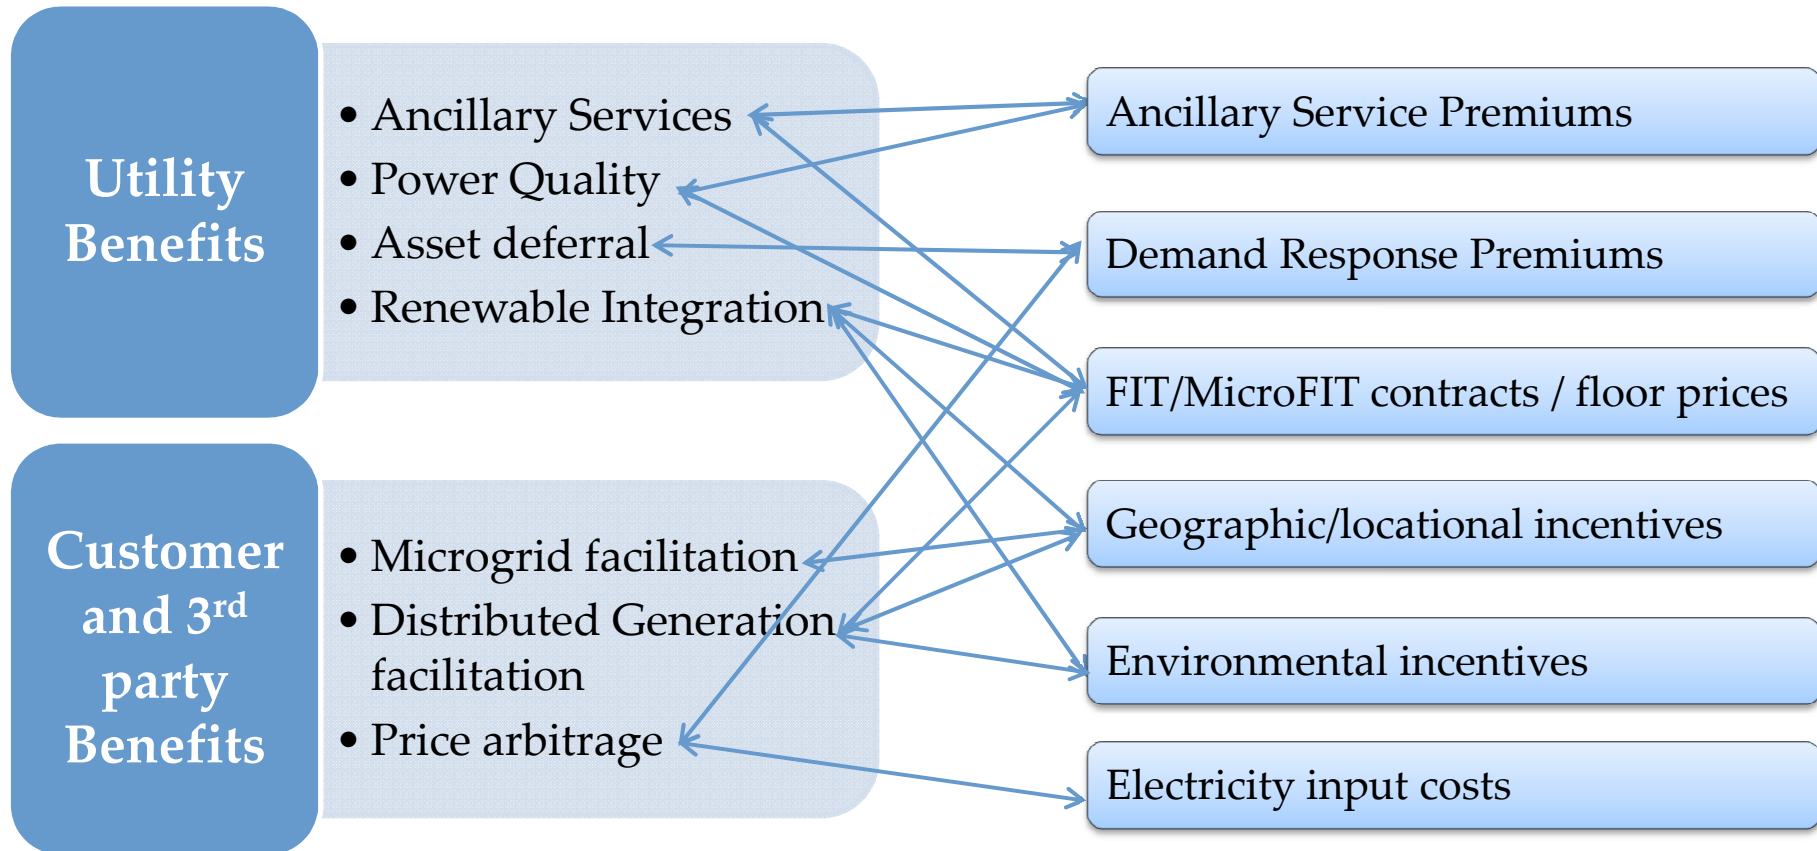 Utility
Benefits
• Ancillary Services
• Power Quality
• Asset deferral
• Renewable Integration
Customer
and 3rd
party
Benefits
• Microgrid facilitation
• Distributed Generation
facilitation
• Price arbitrage
Ancillary Service Premiums
Demand Response Premiums
FIT/MicroFIT contracts / floor prices
Geographic/locational incentives
Environmental incentives
Electricity input costs